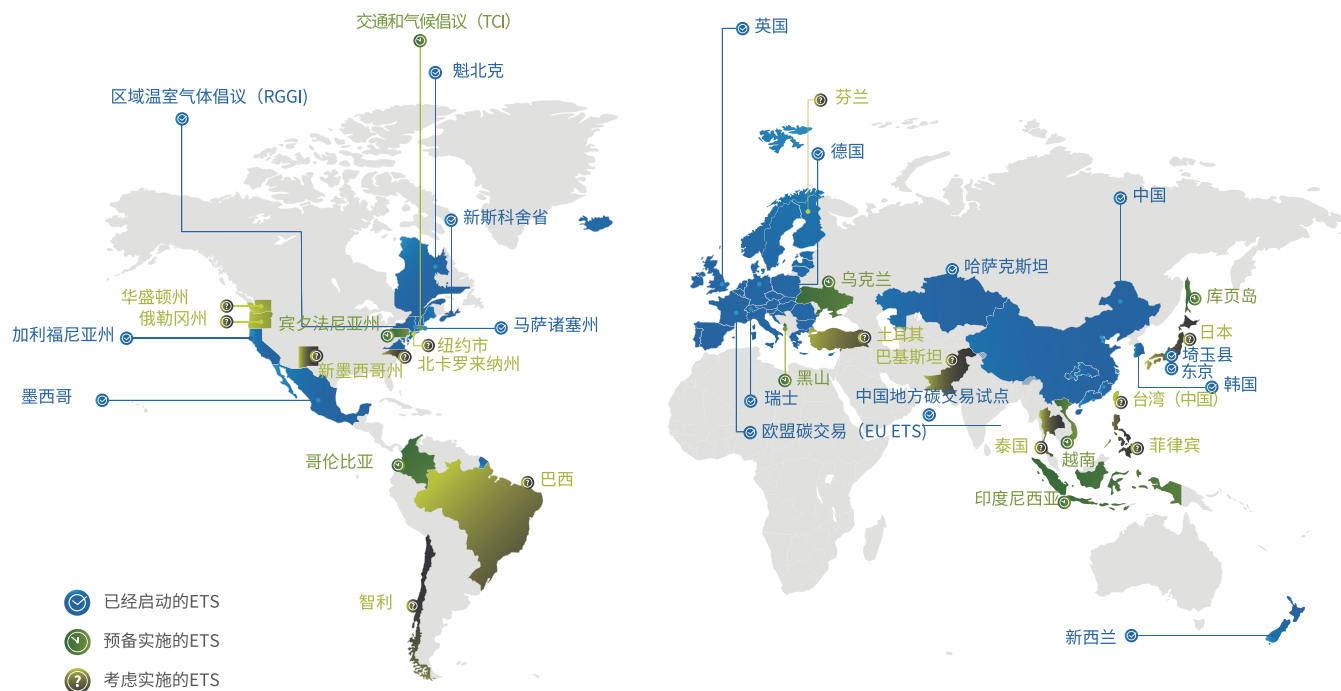 交通和气候倡议（TCI）
英国
魁北克
区域温室气体倡议（RGGI)
芬兰
德国
中国
新斯科舍省
哈萨克斯坦
乌克兰
华盛顿州
库页岛
俄勒冈州
宾夕法尼亚州
马萨诸塞州
加利福尼亚州
土耳其
日本
纽约市
巴基斯坦
埼玉县
新墨西哥州
北卡罗来纳州
东京
黑山
韩国
墨西哥
瑞士
中国地方碳交易试点
台湾（中国）
欧盟碳交易（EU ETS)
泰国
菲律宾
越南
哥伦比亚
巴西
印度尼西亚
已经启动的ETS
智利
预备实施的ETS
新西兰
考虑实施的ETS